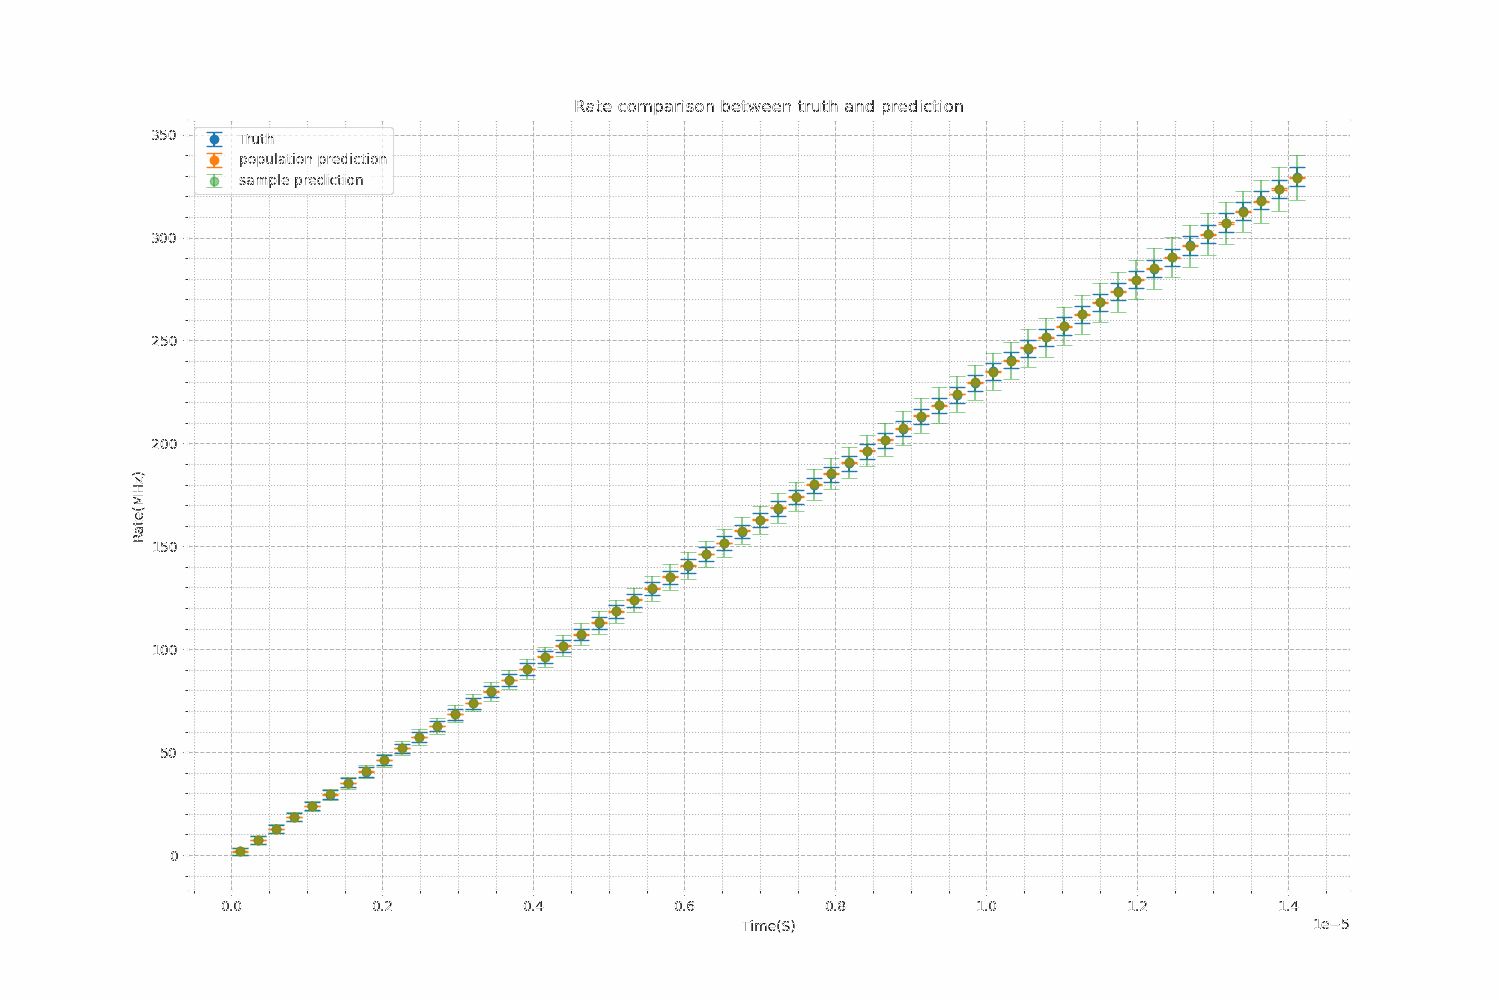 Rate comparison between truth and prediction
Truth
population prediction
sample prediction
350
300
250
200
150
100
50
0
Rate(MHz)
0.0 0.2 0.4 0.6 0.8 1.0 1.2 1.4
Time(S)
1e−5